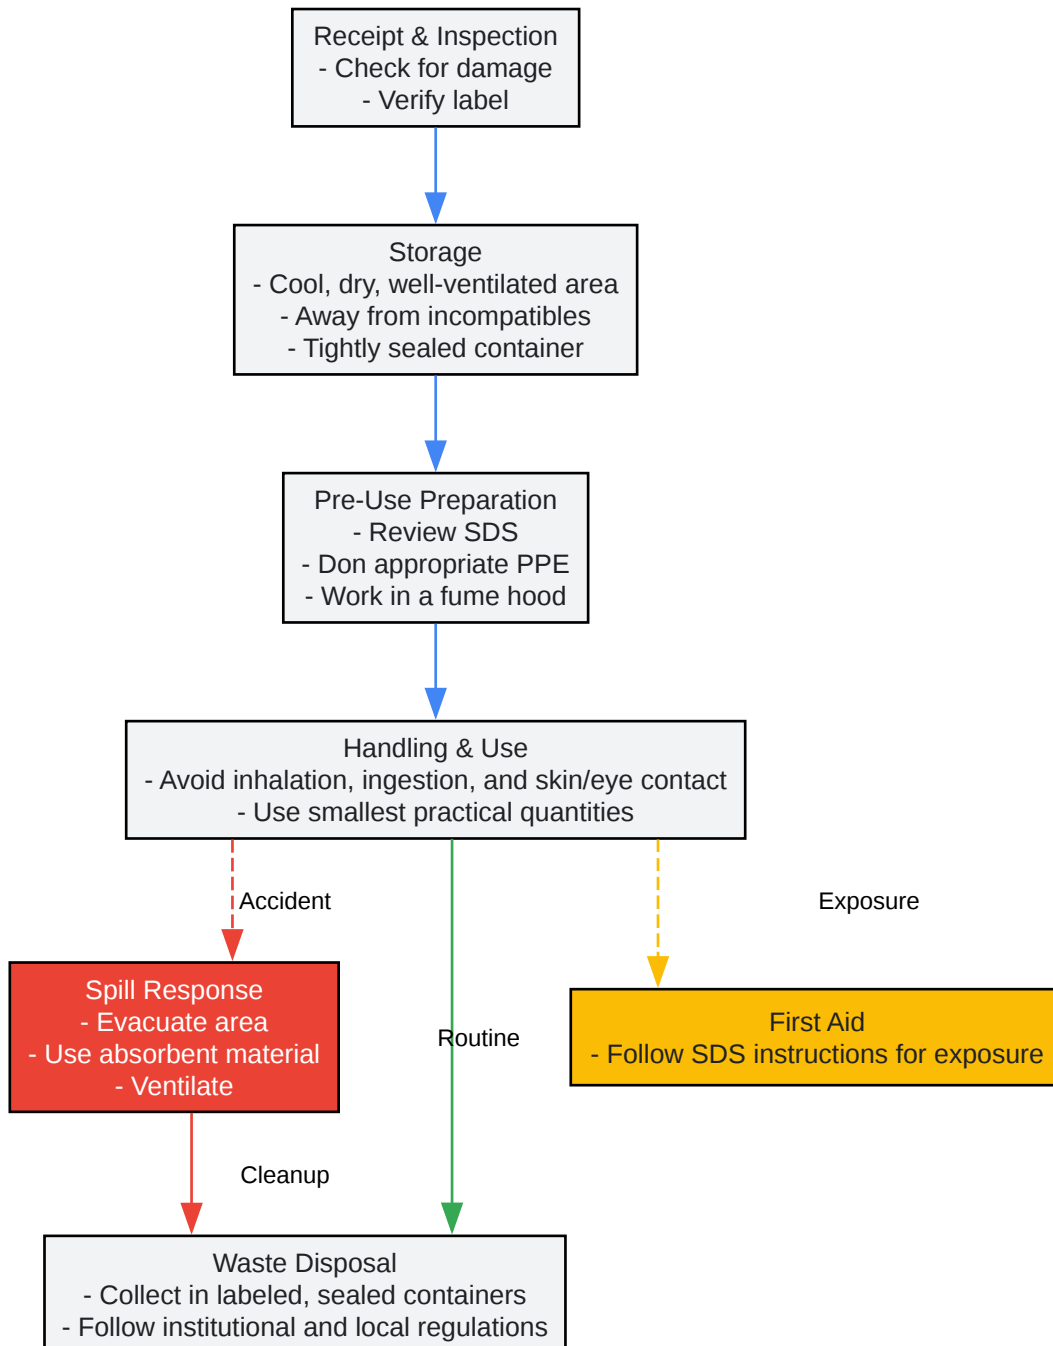 Receipt & Inspection
- Check for damage
- Verify label
Storage
- Cool, dry, well-ventilated area
- Away from incompatibles
- Tightly sealed container
Pre-Use Preparation
- Review SDS
- Don appropriate PPE
- Work in a fume hood
Handling & Use
- Avoid inhalation, ingestion, and skin/eye contact
- Use smallest practical quantities
Accident
Exposure
Spill Response
- Evacuate area
- Use absorbent material
- Ventilate
Routine
First Aid
- Follow SDS instructions for exposure
Cleanup
Waste Disposal
- Collect in labeled, sealed containers
- Follow institutional and local regulations